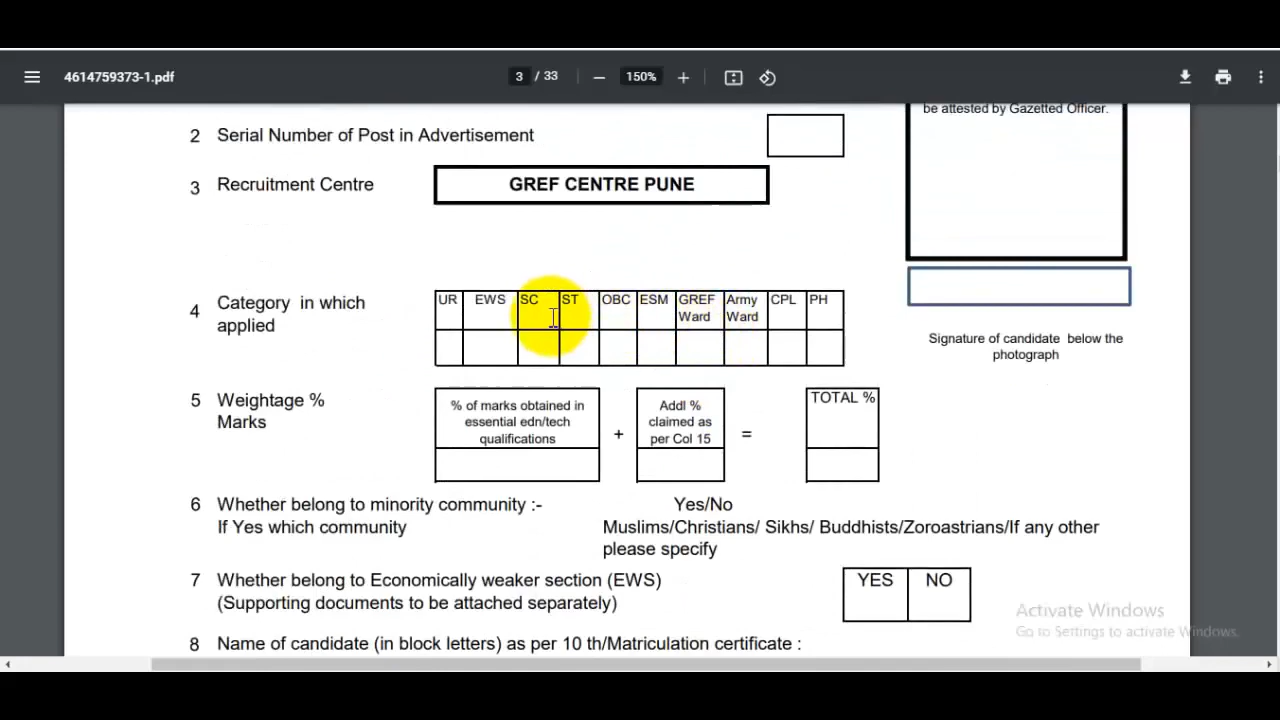 4614759373-1.pdf
3 / 33
150%
be attested by Gazetted Officer.
2 Serial Number of Post in Advertisement
3 Recruitment Centre
GREF CENTRE PUNE
4 Category in which
applied
UR EWS SC ST OBC ESM GREF Ward Army Ward CPL PH
Signature of candidate below the
photograph
5 Weightage %
Marks
% of marks obtained in
essential edn/tech
qualifications
+
Addl %
claimed as
per Col 15
=
TOTAL %
6 Whether belong to minority community :- Yes/No
If Yes which community Muslims/Christians/ Sikhs/ Buddhists/Zoroastrians/If any other
please specify
7 Whether belong to Economically weaker section (EWS) YES NO
(Supporting documents to be attached separately)
Activate Windows
Go to Settings to activate Windows.
8 Name of candidate (in block letters) as per 10 th/Matriculation certificate :